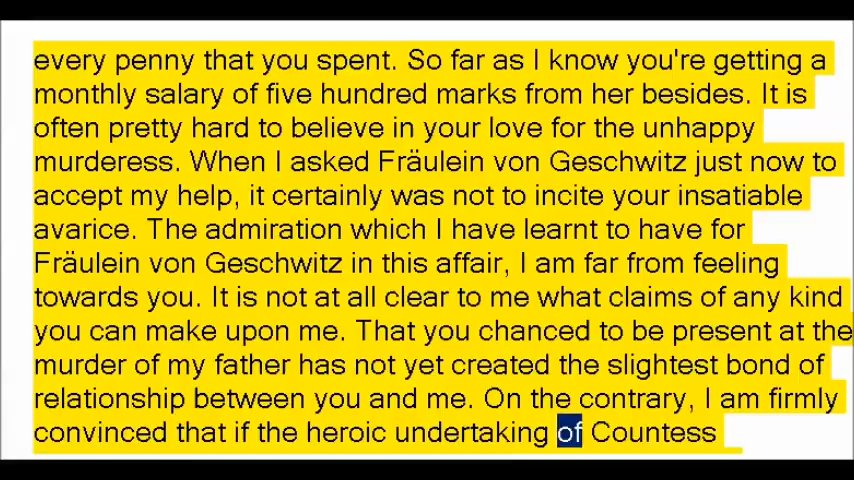 every penny that you spent. So far as I know you're getting a
monthly salary of five hundred marks from her besides. It is
often pretty hard to believe in your love for the unhappy
murderess. When I asked Fräulein von Geschwitz just now to
accept my help, it certainly was not to incite your insatiable
avarice. The admiration which I have learnt to have for
Fräulein von Geschwitz in this affair, I am far from feeling
towards you. It is not at all clear to me what claims of any kind
you can make upon me. That you chanced to be present at the
murder of my father has not yet created the slightest bond of
relationship between you and me. On the contrary, I am firmly
convinced that if the heroic undertaking of Countess